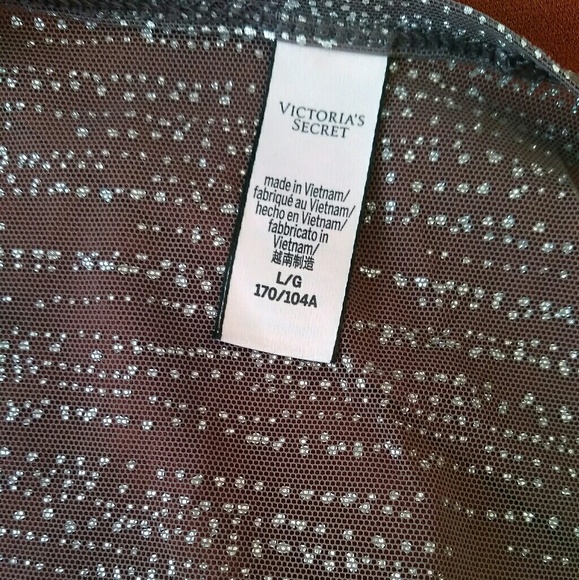 VICTORIA'S
SECRET
made in Vietnam/
fabriqué au Vietnam/
hecho en Vietnam/
fabbricato in
Vietnam/
越南制造
L/G
170/104A